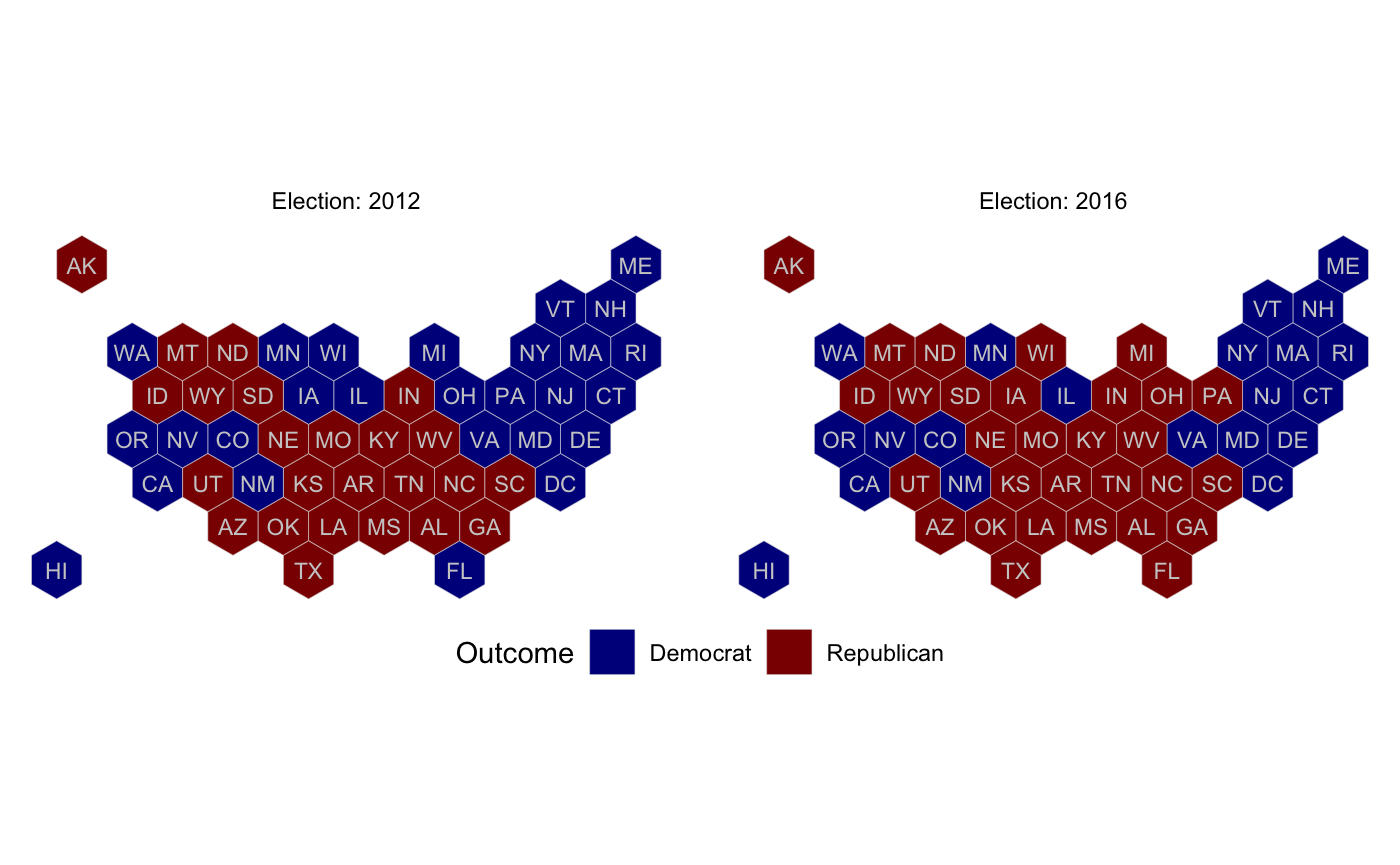 Election: 2012
AK
ME
VT NH
WA MT ND MN WI MI NY MA RI
ID WY SD IA IL IN OH PA NJ CT
OR NV CO NE MO KY WV VA MD DE
CA UT NM KS AR TN NC SC DC
AZ OK LA MS AL GA
HI TX FL
Election: 2016
AK
ME
VT NH
WA MT ND MN WI MI NY MA RI
ID WY SD IA IL IN OH PA NJ CT
OR NV CO NE MO KY WV VA MD DE
CA UT NM KS AR TN NC SC DC
AZ OK LA MS AL GA
HI TX FL
Outcome Democrat Republican